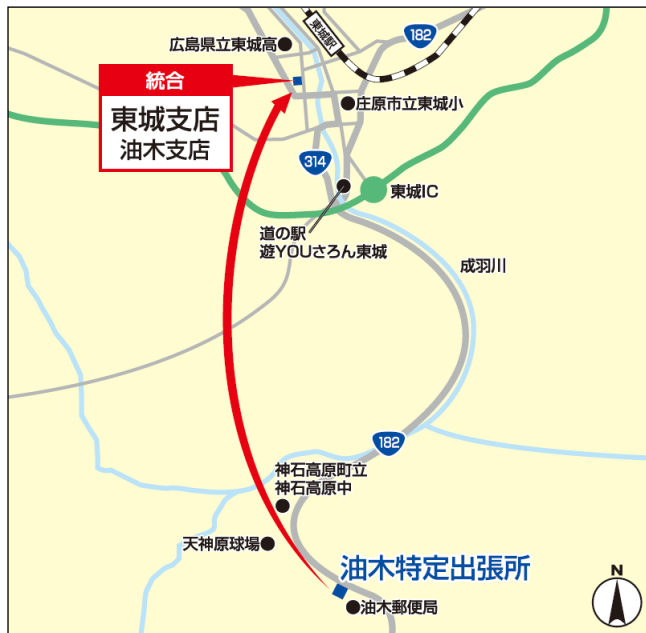 広島県立東城高
東城駅
182
統合
東城支店
油木支店
庄原市立東城小
314
東城IC
道の駅
遊YOUさろん東城
成羽川
182
神石高原町立
神石高原中
天神原球場
油木特定出張所
油木郵便局
N